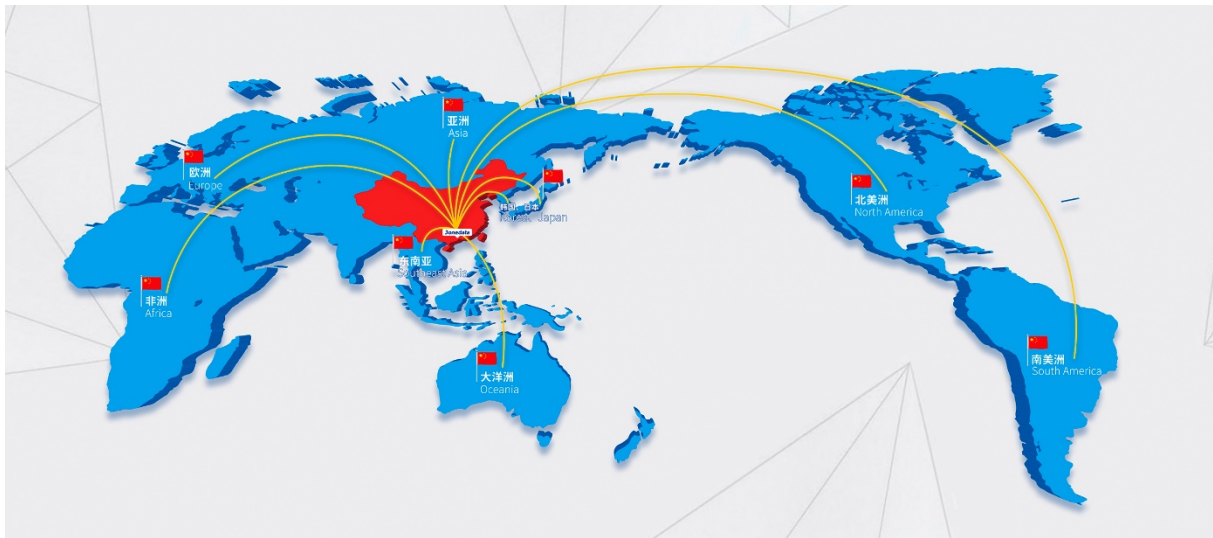 亚洲
Asia
欧洲
Europe
韩国、日本
Japan
北美洲
North America
3onedata
东南亚
Southeast Asia
非洲
Africa
大洋洲
Oceania
南美洲
South America